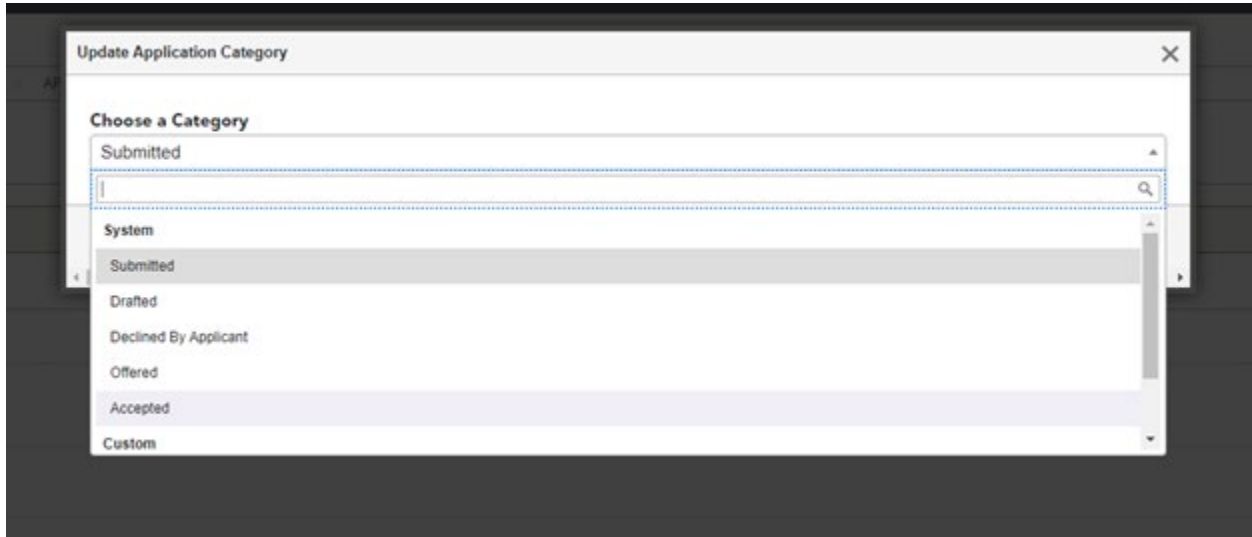 Update Application Category
Choose a Category
Submitted
System
Submitted
Drafted
Declined By Applicant
Offered
Accepted
Custom